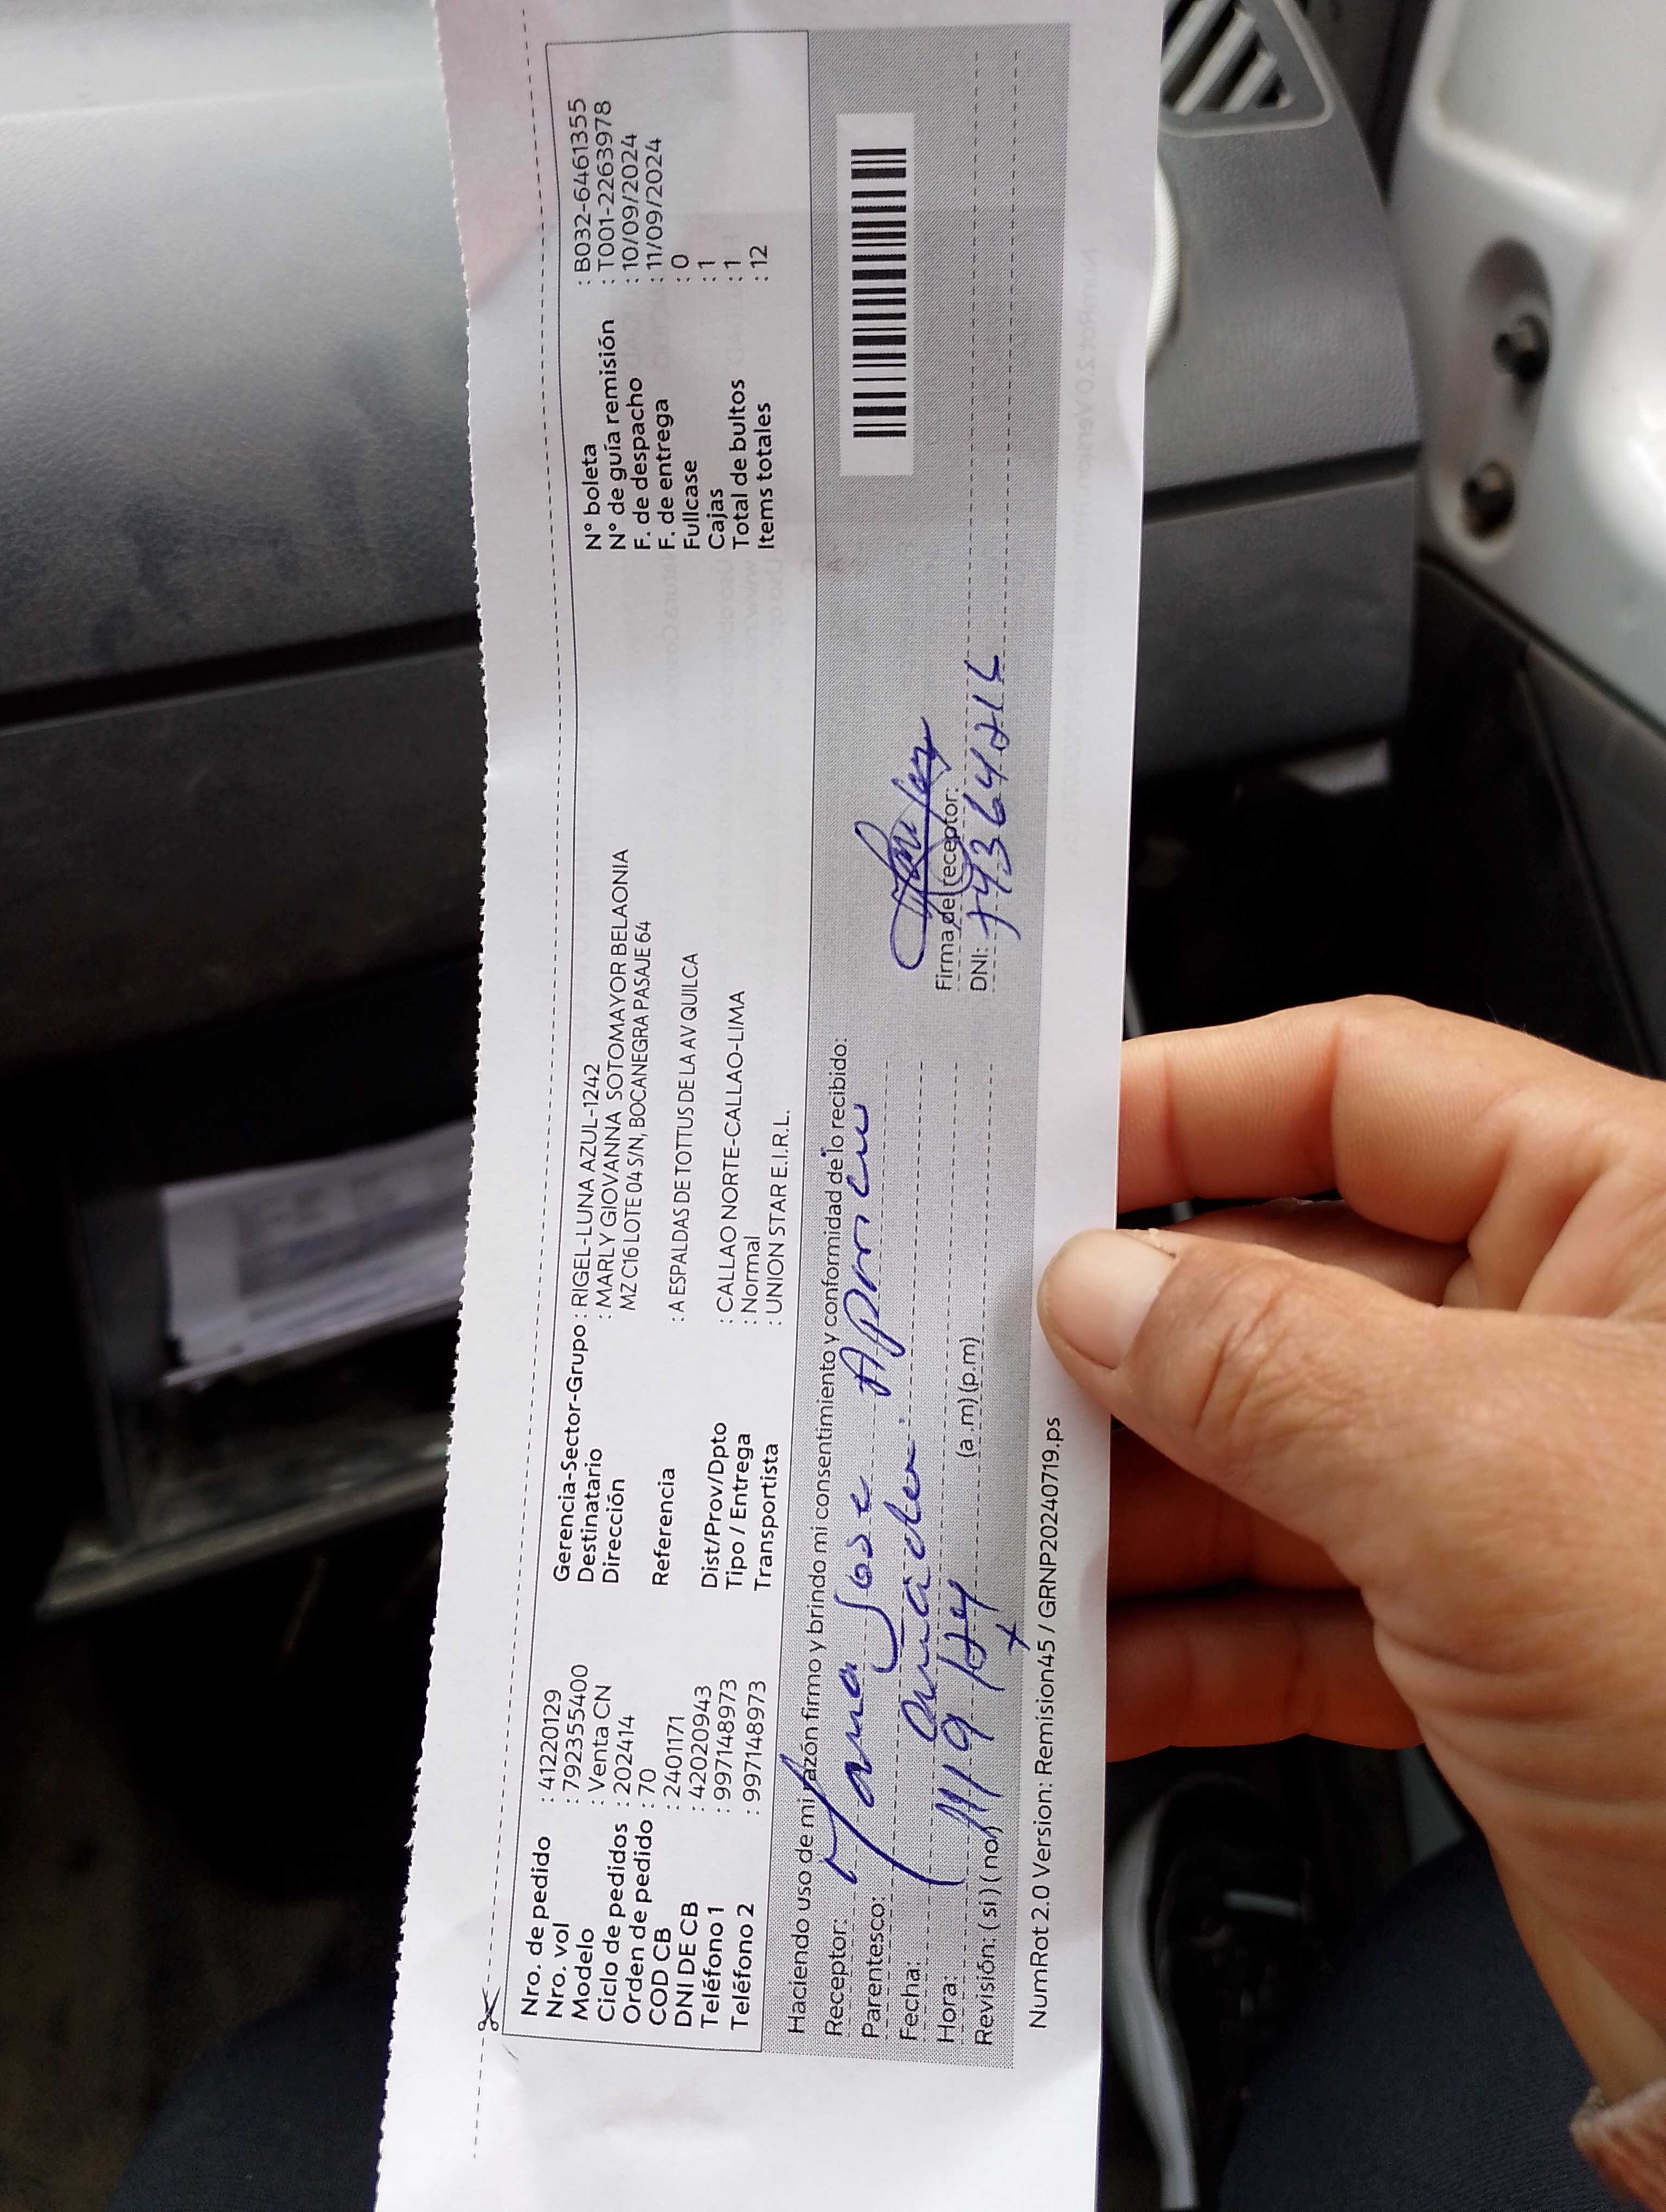 Nro. de pedido : 41220129
Nro. vol : 792355400
Modelo : Venta CN
Ciclo de pedidos : 202414
Orden de pedido : 70
COD CB : 2401171
DNI DE CB : 42020943
Teléfono 1 : 997148973
Teléfono 2 : 997148973
Gerencia-Sector-Grupo : RIGEL-LUNA AZUL-1242
Destinatario : MARLY GIOVANNA SOTOMAYOR BELAONIA
Dirección MZ C16 LOTE 04 S/N, BOCANEGRA PASAJE 64
Referencia : A ESPALDAS DE TOTTUS DE LA AV QUILCA
Dist/Prov/Dpto : CALLAO NORTE-CALLAO-LIMA
Tipo / Entrega : Normal
Transportista : UNION STAR E.I.R.L.
N° boleta : B032-6461355
N° de guía remisión : T001-2263978
F. de despacho : 10/09/2024
F. de entrega : 11/09/2024
Fullcase : 0
Cajas : 1
Total de bultos : 1
Items totales : 12
Haciendo uso de mi razón firmo y brindo mi consentimiento y conformidad de lo recibido:
Receptor: Jose
Parentesco:
Fecha: 11/9/24
Hora: (a.m) (p.m)
Revisión: (si) (no)
Firma del receptor:
DNI:
NumRot 2.0 Version: Remision45 / GRNP20240719.ps